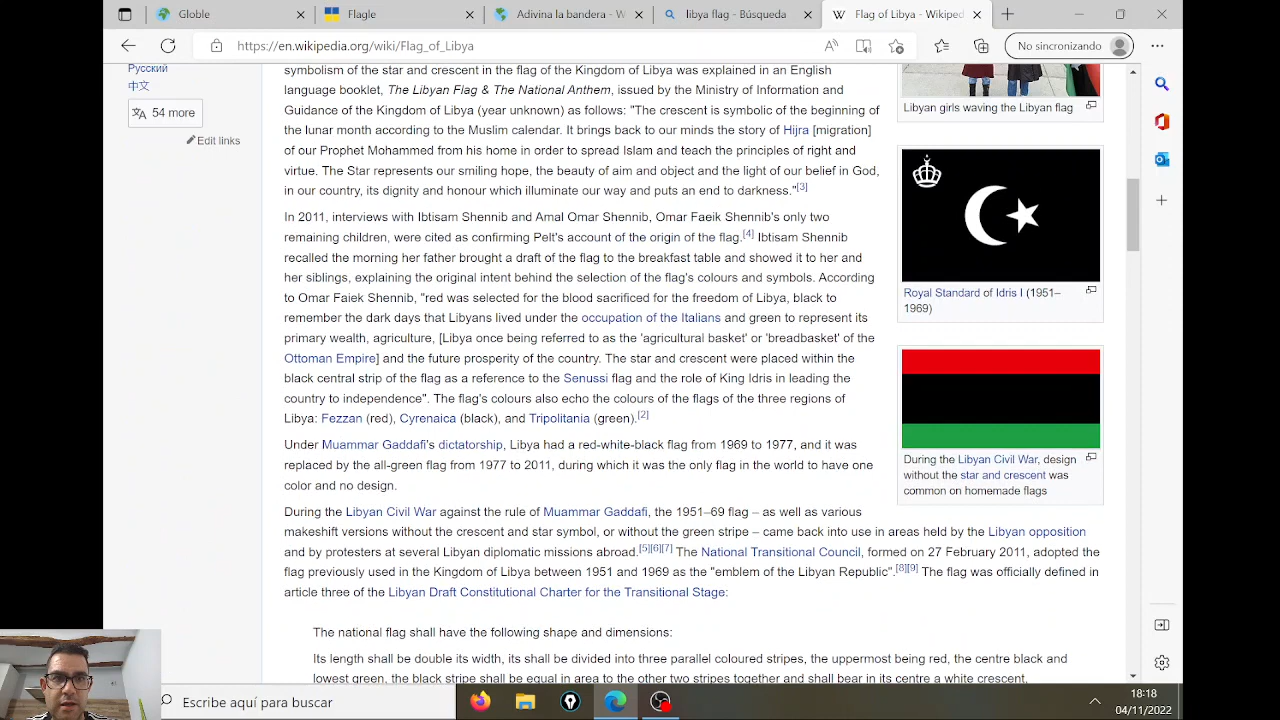 Globle
Flagle
Adivina la bandera - W
libya flag - Búsqueda
Flag of Libya - Wikiped
https://en.wikipedia.org/wiki/Flag_of_Libya
No sincronizando
Русский
中文
54 more
Edit links
symbolism of the star and crescent in the flag of the Kingdom of Libya was explained in an English
language booklet, The Libyan Flag & The National Anthem, issued by the Ministry of Information and
Guidance of the Kingdom of Libya (year unknown) as follows: "The crescent is symbolic of the beginning of
the lunar month according to the Muslim calendar. It brings back to our minds the story of Hijra [migration]
of our Prophet Mohammed from his home in order to spread Islam and teach the principles of right and
virtue. The Star represents our smiling hope, the beauty of aim and object and the light of our belief in God,
in our country, its dignity and honour which illuminate our way and puts an end to darkness."[3]
In 2011, interviews with Ibtisam Shennib and Amal Omar Shennib, Omar Faeik Shennib's only two
remaining children, were cited as confirming Pelt's account of the origin of the flag.[4] Ibtisam Shennib
recalled the morning her father brought a draft of the flag to the breakfast table and showed it to her and
her siblings, explaining the original intent behind the selection of the flag's colours and symbols. According
to Omar Faiek Shennib, "red was selected for the blood sacrificed for the freedom of Libya, black to
remember the dark days that Libyans lived under the occupation of the Italians and green to represent its
primary wealth, agriculture, [Libya once being referred to as the 'agricultural basket' or 'breadbasket' of the
Ottoman Empire] and the future prosperity of the country. The star and crescent were placed within the
black central strip of the flag as a reference to the Senussi flag and the role of King Idris in leading the
country to independence". The flag's colours also echo the colours of the flags of the three regions of
Libya: Fezzan (red), Cyrenaica (black), and Tripolitania (green).[2]
Under Muammar Gaddafi's dictatorship, Libya had a red-white-black flag from 1969 to 1977, and it was
replaced by the all-green flag from 1977 to 2011, during which it was the only flag in the world to have one
color and no design.
During the Libyan Civil War against the rule of Muammar Gaddafi, the 1951–69 flag – as well as various
makeshift versions without the crescent and star symbol, or without the green stripe – came back into use in areas held by the Libyan opposition
and by protesters at several Libyan diplomatic missions abroad.[5][6][7] The National Transitional Council, formed on 27 February 2011, adopted the
flag previously used in the Kingdom of Libya between 1951 and 1969 as the "emblem of the Libyan Republic".[8][9] The flag was officially defined in
article three of the Libyan Draft Constitutional Charter for the Transitional Stage:
The national flag shall have the following shape and dimensions:
Its length shall be double its width, its shall be divided into three parallel coloured stripes, the uppermost being red, the centre black and
lowest green, the black stripe shall be equal in area to the other two stripes together and shall bear in its centre a white crescent,
Libyan girls waving the Libyan flag
Royal Standard of Idris I (1951–
1969)
During the Libyan Civil War, design
without the star and crescent was
common on homemade flags
Escribe aquí para buscar
18:18
04/11/2022